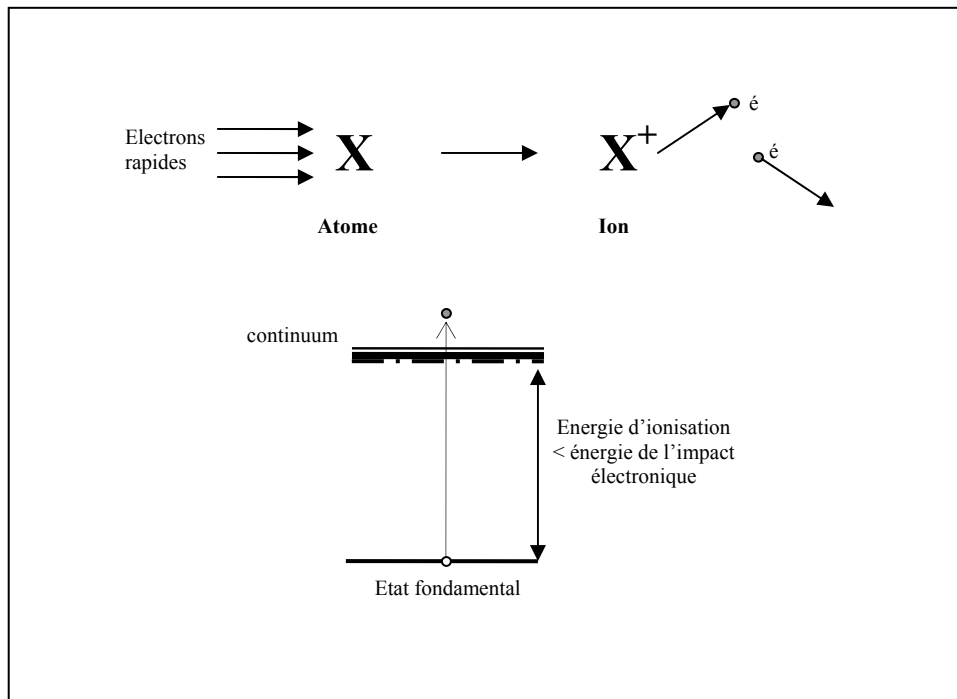 Electrons
rapides
X
X+
é
é
Atome
Ion
continuum
Energie d’ionisation
< énergie de l’impact
électronique
Etat fondamental